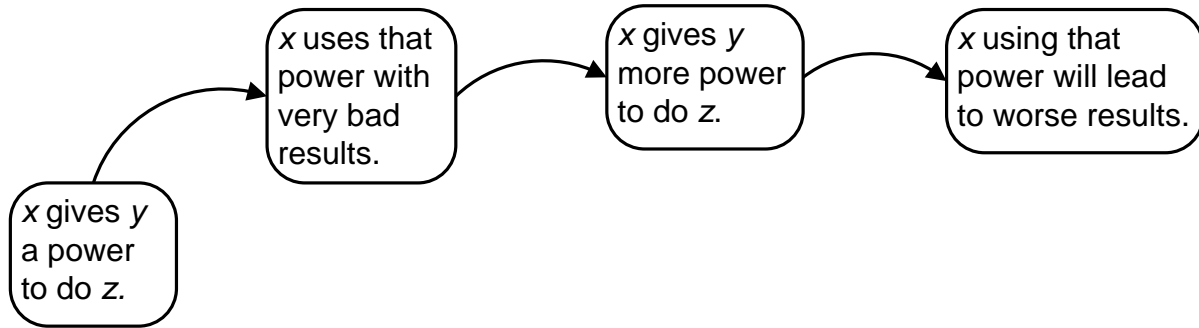 x gives y
a power
to do z.
x uses that
power with
very bad
results.
x gives y
more power
to do z.
x using that
power will lead
to worse results.